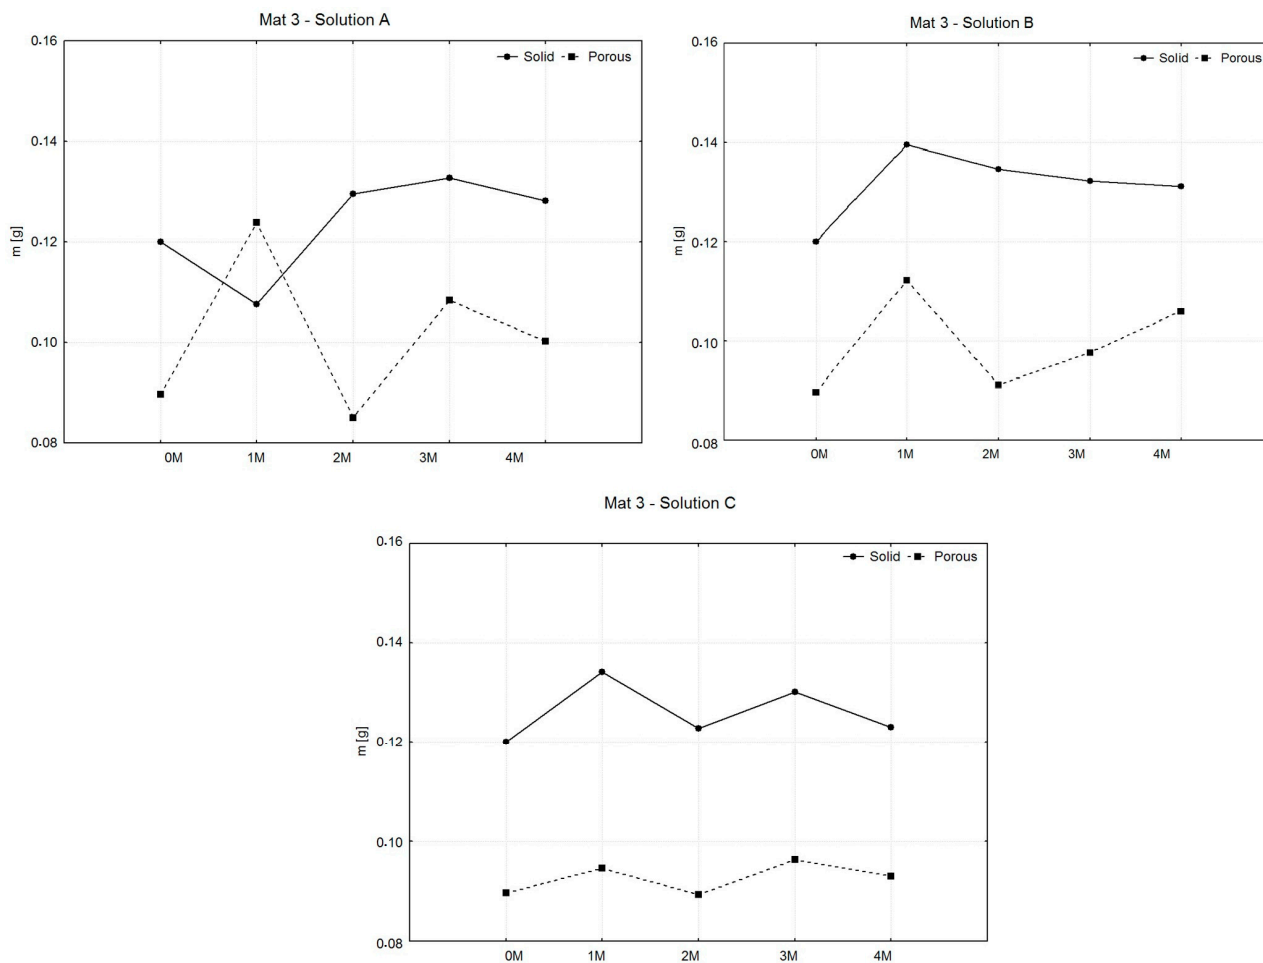 Mat 3 - Solution A
0.16
Solid Porous
0.14
0.12
m [g]
0.10
0.08
0M 1M 2M 3M 4M
Mat 3 - Solution B
0.16
Solid Porous
0.14
0.12
m [g]
0.10
0.08
0M 1M 2M 3M 4M
Mat 3 - Solution C
0.16
Solid Porous
0.14
0.12
m [g]
0.10
0.08
0M 1M 2M 3M 4M